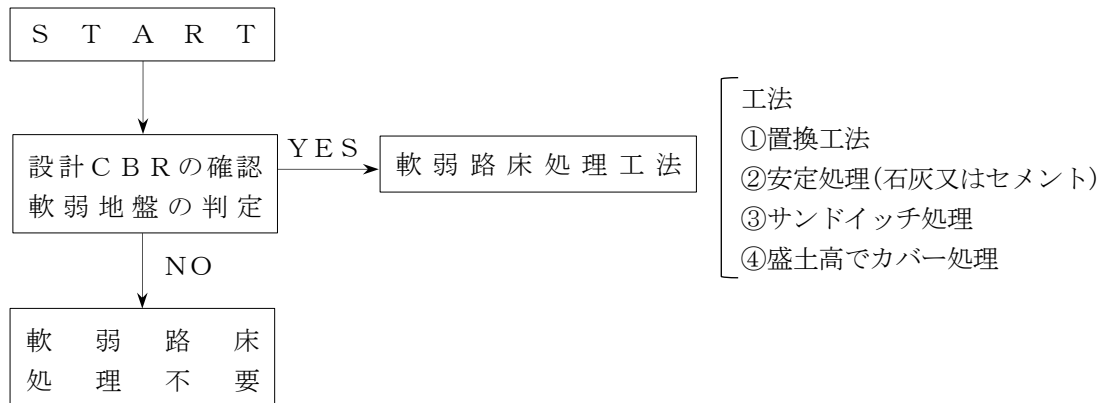 START
設計CBRの確認
軟弱地盤の判定
YES
軟弱路床処理工法
工法
①置換工法
②安定処理(石灰又はセメント)
③サンドイッチ処理
④盛土高でカバー処理
NO
軟弱路床
処理不要